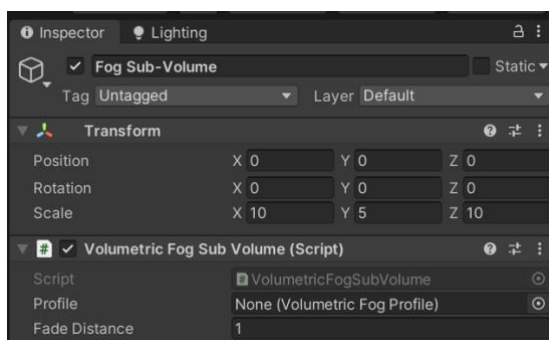 Inspector Lighting
Fog Sub-Volume Static
Tag Untagged Layer Default
Transform
Position X 0 Y 0 Z 0
Rotation X 0 Y 0 Z 0
Scale X 10 Y 5 Z 10
# Volumetric Fog Sub Volume (Script)
Script # VolumetricFogSubVolume
Profile None (Volumetric Fog Profile)
Fade Distance 1